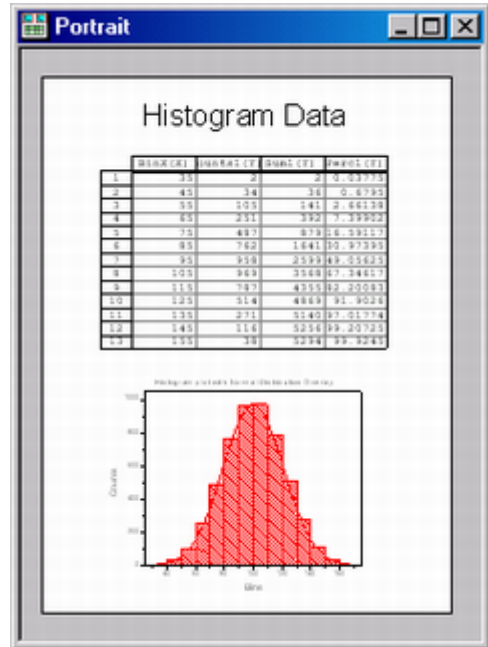 Portrait
Histogram Data
BinX(X) Sum1(Y)
1 35 2 2 0.03775
2 45 34 36 0.6795
3 55 105 141 2.66138
4 65 251 392 7.39902
5 75 487 879 16.59117
6 85 762 1641 30.97395
7 95 958 2599 49.05625
8 105 969 3568 67.34617
9 115 787 4355 82.20083
10 125 514 4869 91.9026
11 135 271 5140 97.01774
12 145 116 5256 99.20725
13 155 38 5294 99.9245
Histogram
Counts
Bins